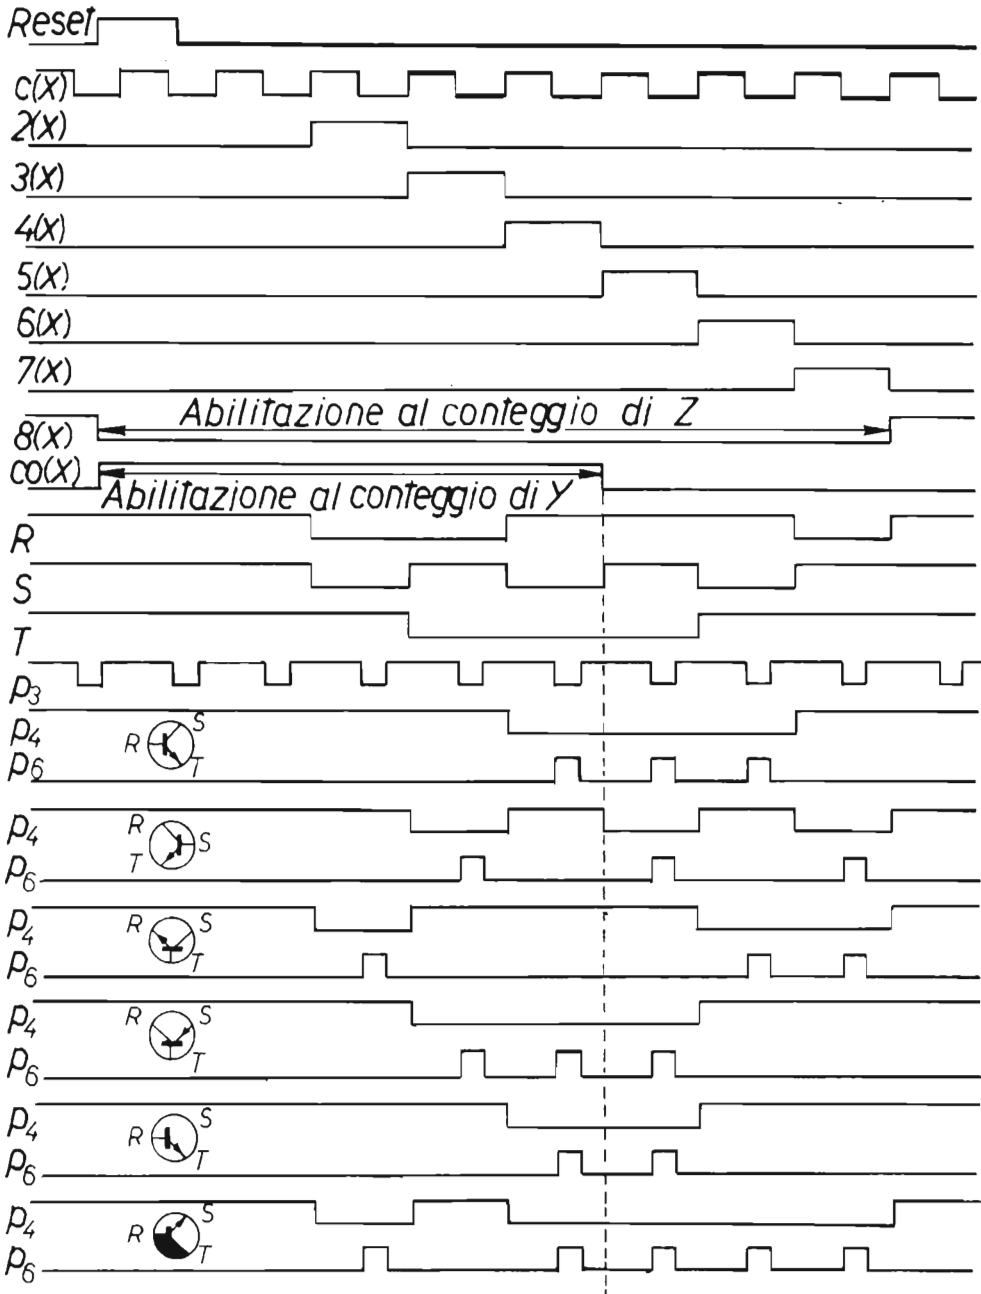 Reset
c(x)
2(x)
3(x)
4(x)
5(x)
6(x)
7(x)
Abilitazione al conteggio di Z
8(x)
co(x)
Abilitazione al conteggio di Y
R
S
T
p3
p4
R S T
p6
p4
R S T
p6
p4
R S T
p6
p4
R S T
p6
p4
R S T
p6
p4
R S T
p6